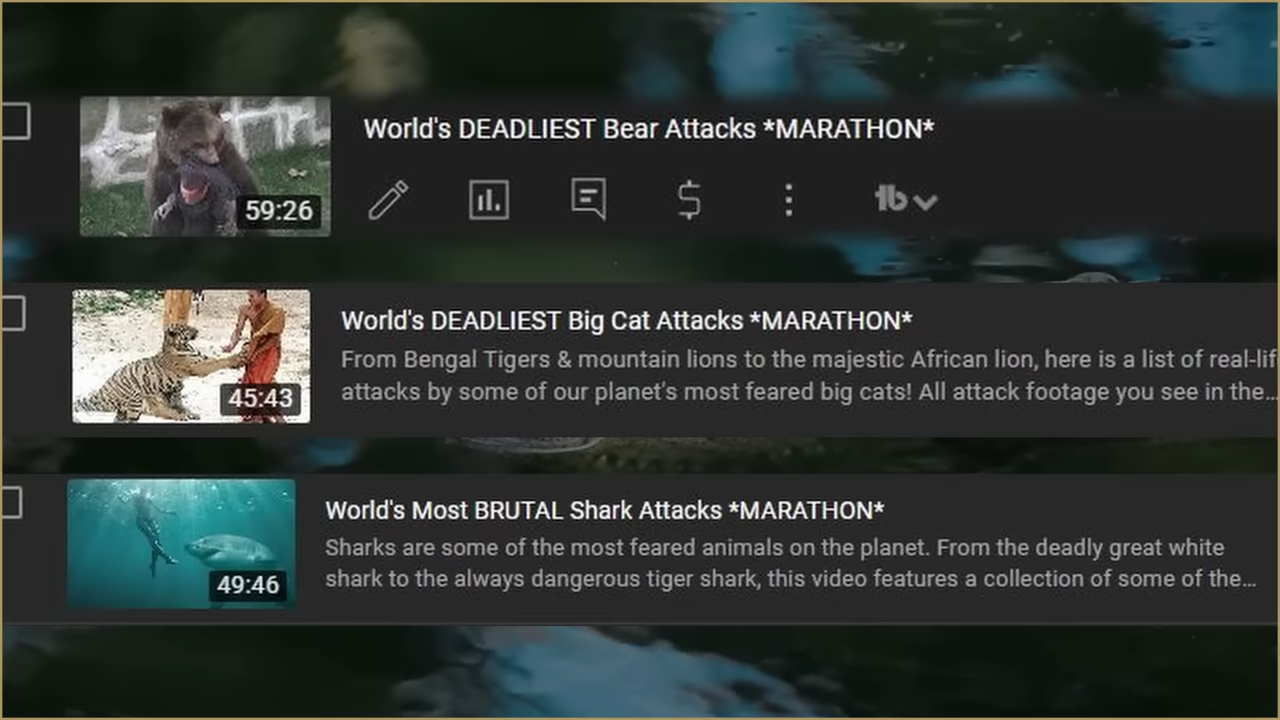 World's DEADLIEST Bear Attacks *MARATHON*
59:26
tb
World's DEADLIEST Big Cat Attacks *MARATHON*
From Bengal Tigers & mountain lions to the majestic African lion, here is a list of real-lif
attacks by some of our planet's most feared big cats! All attack footage you see in the...
45:43
World's Most BRUTAL Shark Attacks *MARATHON*
Sharks are some of the most feared animals on the planet. From the deadly great white
shark to the always dangerous tiger shark, this video features a collection of some of the...
49:46